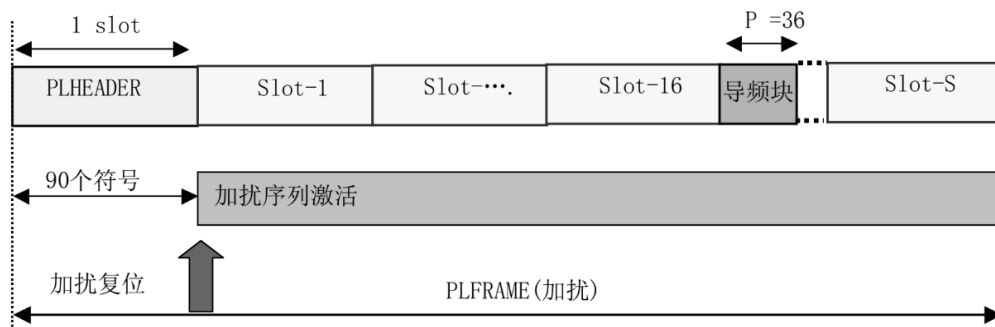 1 slot
P =36
PLHEADER
Slot-1
Slot-….
Slot-16
导频块
Slot-S
90个符号
加扰序列激活
加扰复位
PLFRAME(加扰)